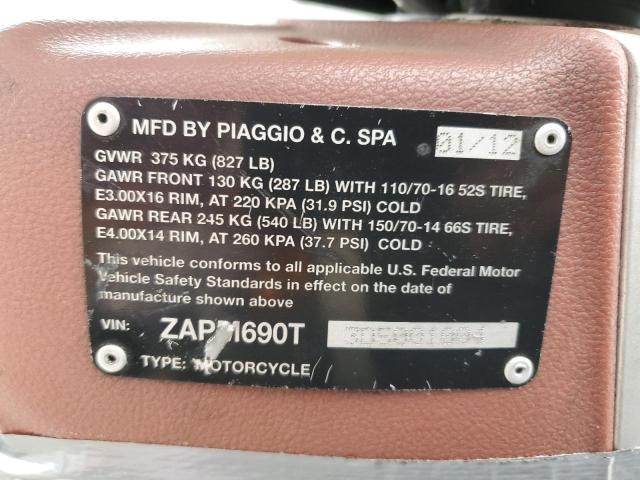 MFD BY PIAGGIO & C. SPA 01/12
GVWR 375 KG (827 LB)
GAWR FRONT 130 KG (287 LB) WITH 110/70-16 52S TIRE,
E3.00X16 RIM, AT 220 KPA (31.9 PSI) COLD
GAWR REAR 245 KG (540 LB) WITH 150/70-14 66S TIRE,
E4.00X14 RIM, AT 260 KPA (37.7 PSI) COLD
This vehicle conforms to all applicable U.S. Federal Motor
Vehicle Safety Standards in effect on the date of
manufacture shown above
VIN: ZAPM690T
TYPE: MOTORCYCLE